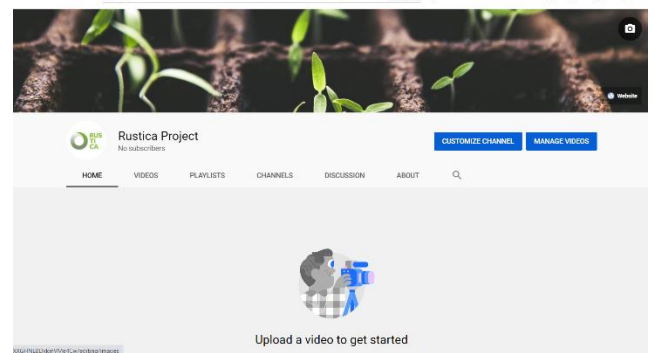 Website
RUS
TI
CA
Rustica Project
No subscribers
CUSTOMIZE CHANNEL MANAGE VIDEOS
HOME VIDEOS PLAYLISTS CHANNELS DISCUSSION ABOUT
Upload a video to get started